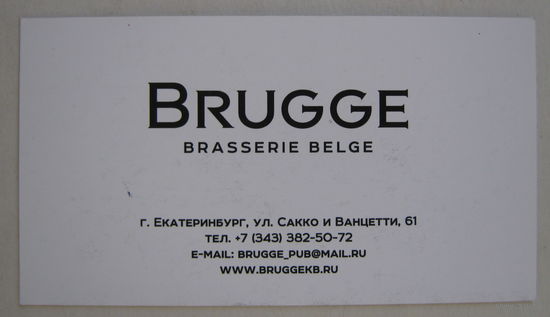 BRUGGE
BRASSERIE BELGE
Г. ЕКАТЕРИНБУРГ, УЛ. САККО И ВАНЦЕТТИ, 61
ТЕЛ. +7 (343) 382-50-72
E-MAIL: BRUGGE_PUB@MAIL.RU
WWW.BRUGGEKB.RU